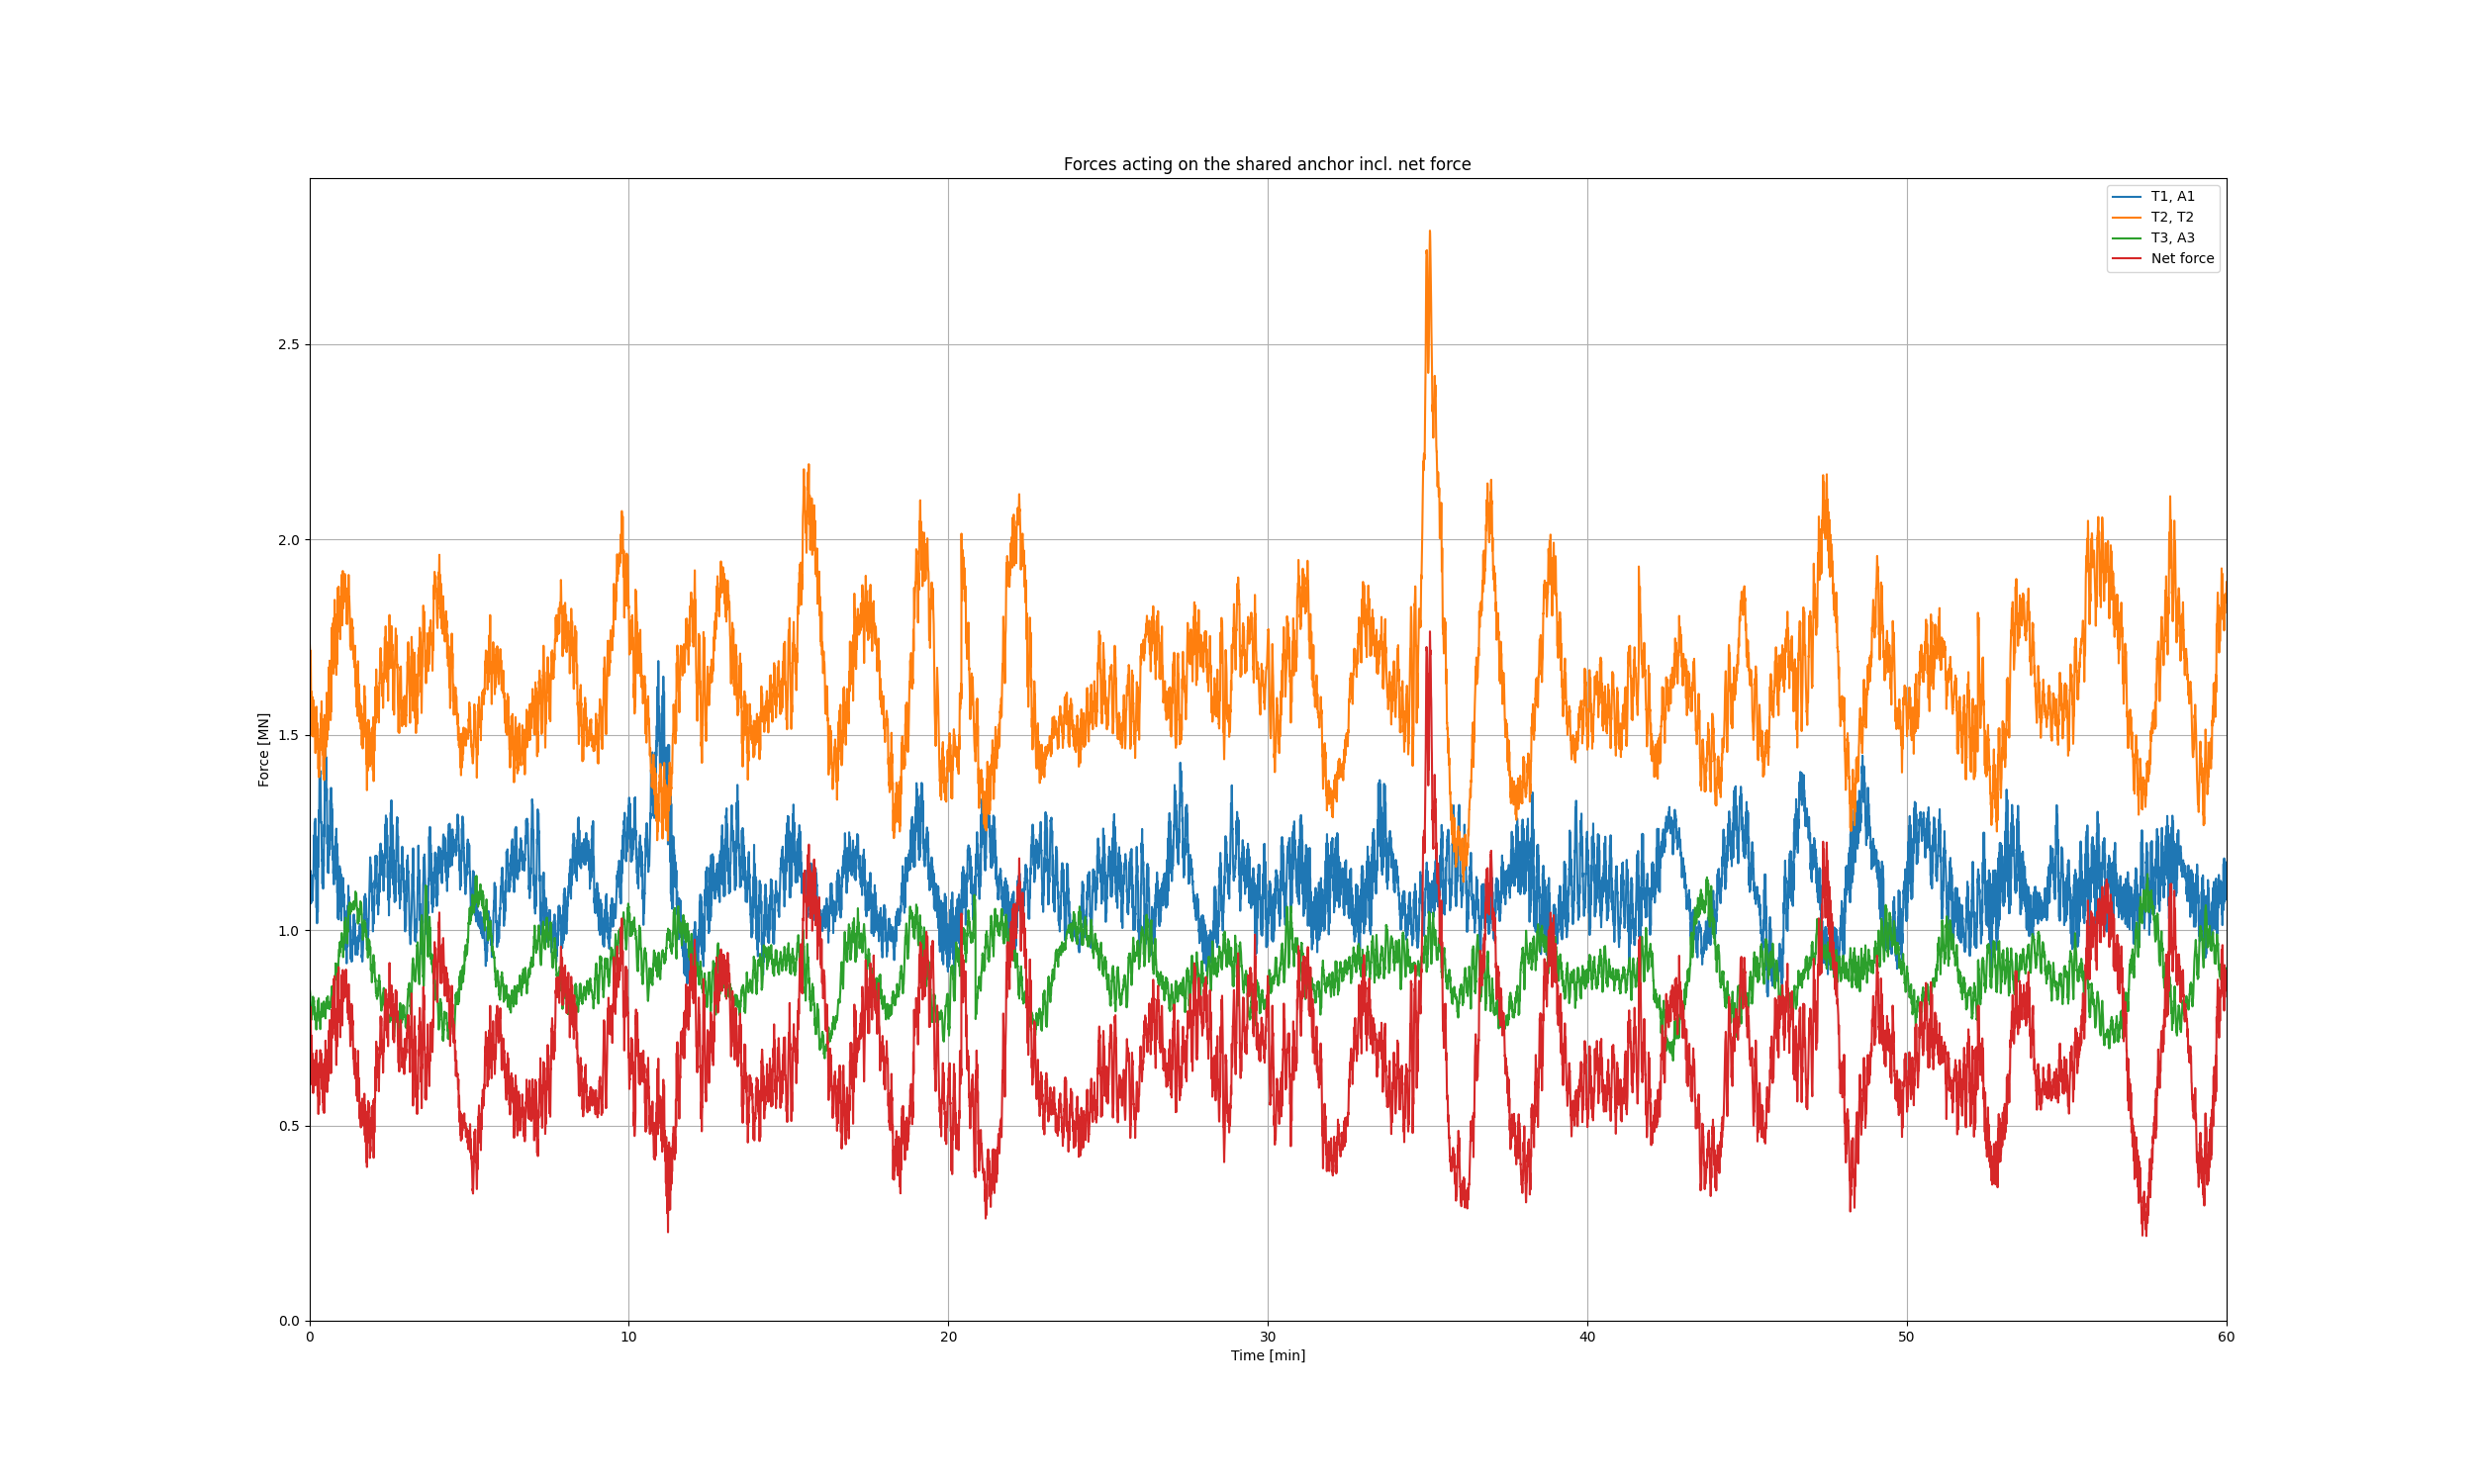 Forces acting on the shared anchor incl. net force
T1, A1
T2, T2
T3, A3
Net force
Force [MN]
2.5
2.0
1.5
1.0
0.5
0.0
0 10 20 30 40 50 60
Time [min]